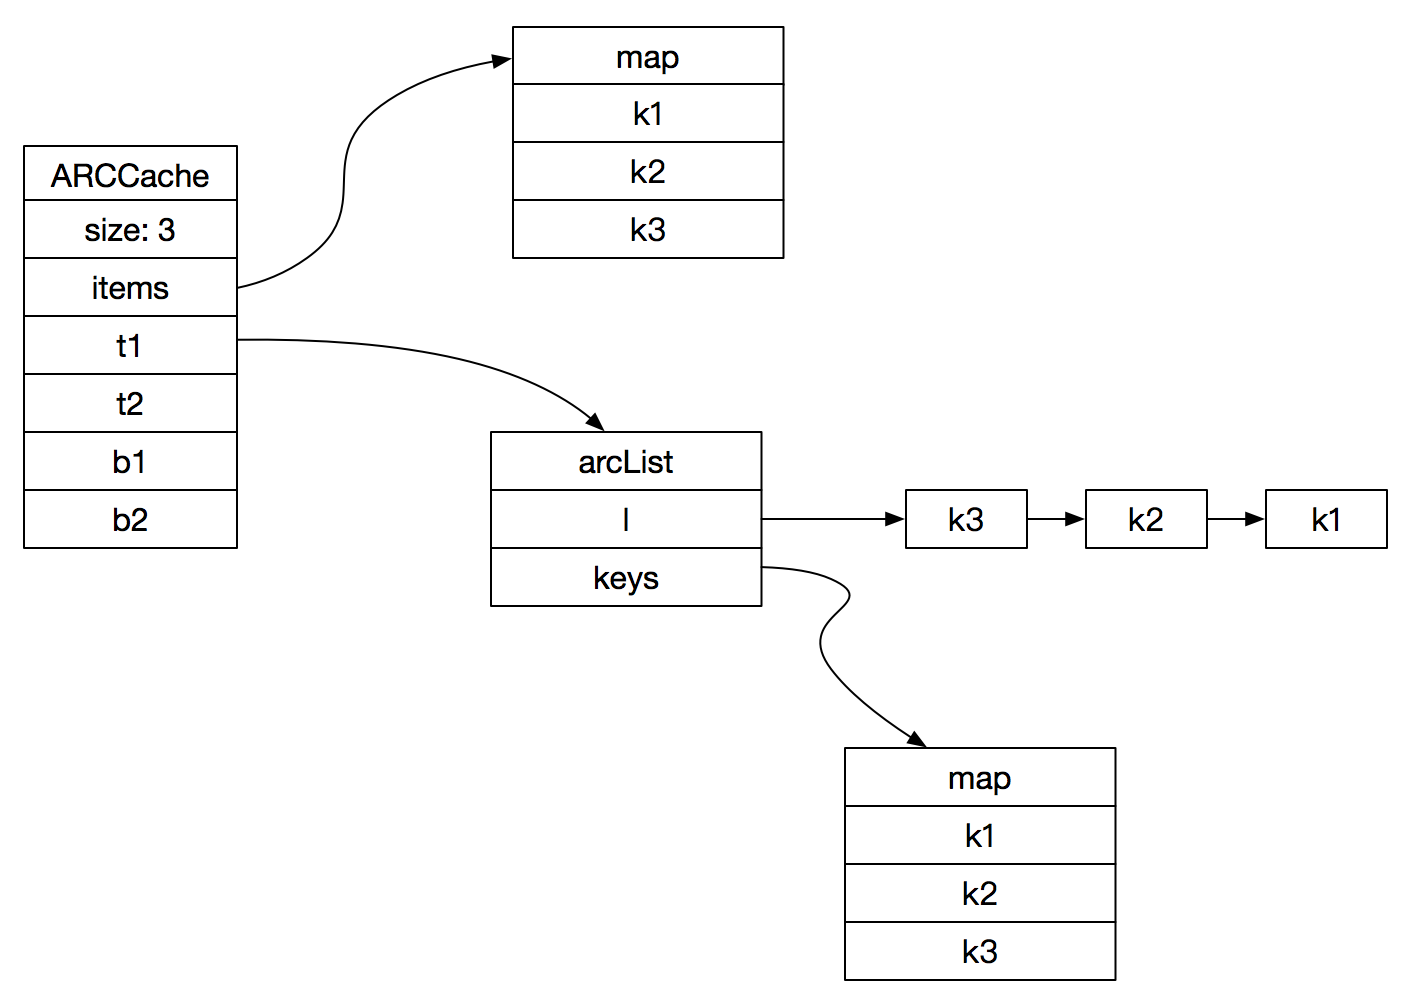 map
k1
k2
k3
ARCCache
size: 3
items
t1
t2
b1
b2
arcList
l
keys
k3
k2
k1
map
k1
k2
k3